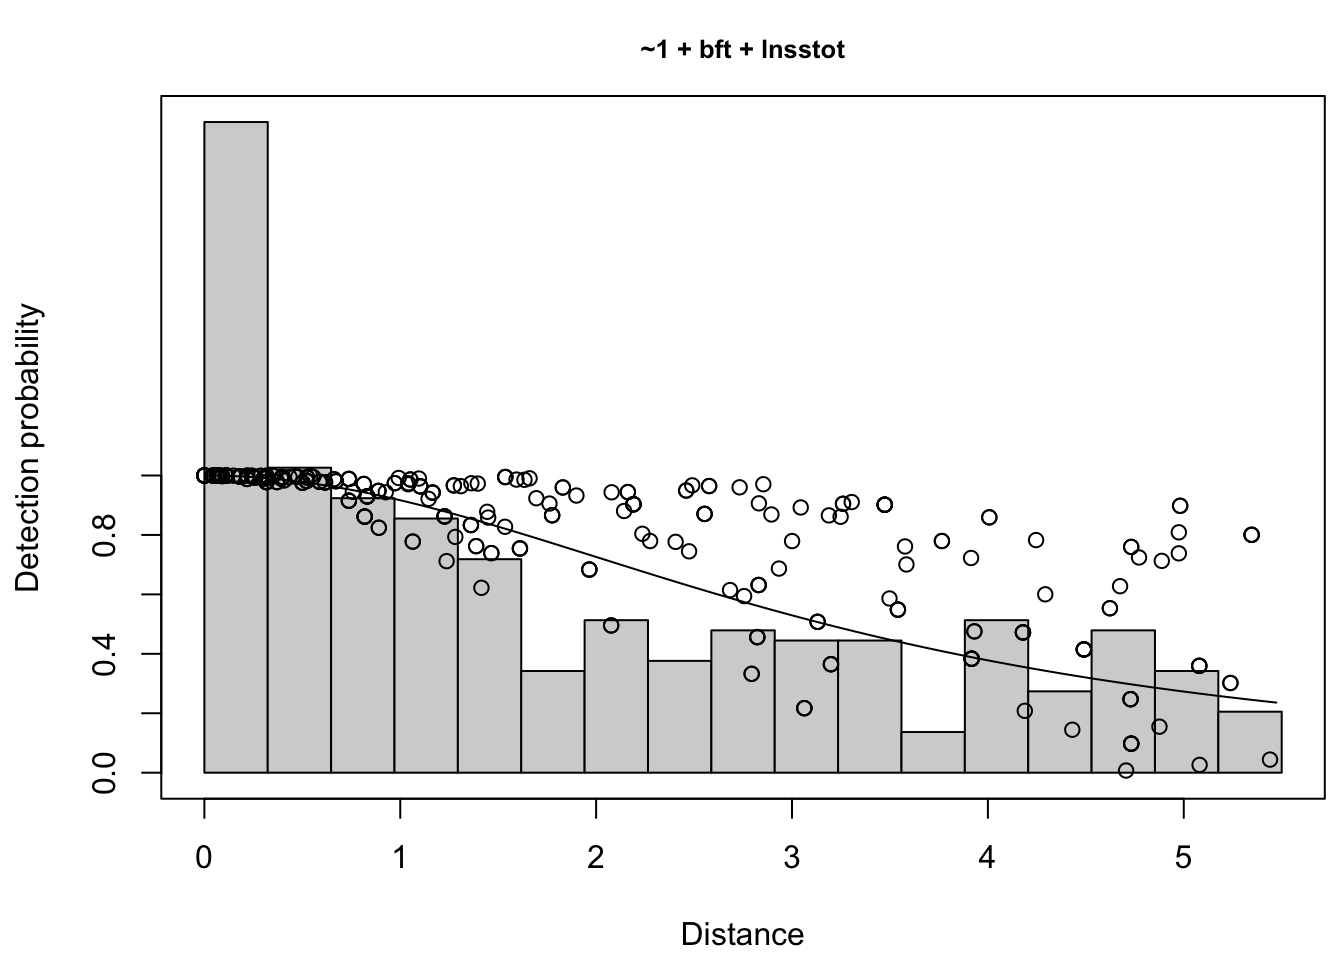 ~1 + bft + lnsstot
Detection probability
0.8
0.4
0.0
0 1 2 3 4 5
Distance